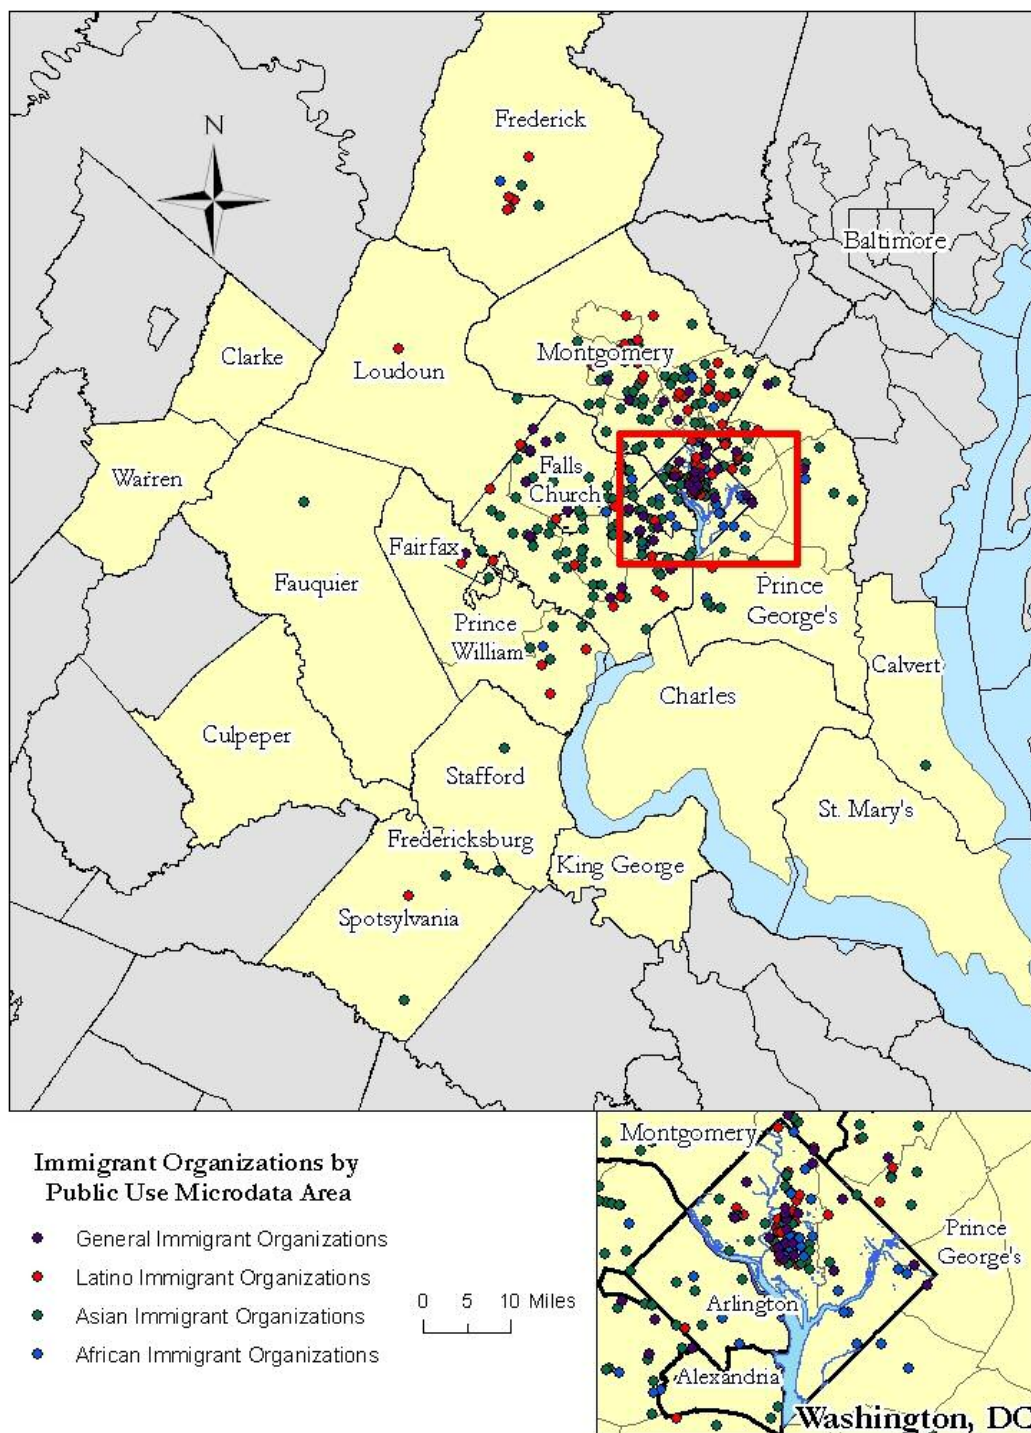 N
Frederick
Baltimore
Montgomery
Clarke
Loudoun
Warren
Falls
Church
Fairfax
Fauquier
Prince
George's
Prince
William
Calvert
Charles
Culpeper
Stafford
St. Mary's
Fredericksburg
King George
Spotsylvania
Immigrant Organizations by
Public Use Microdata Area
General Immigrant Organizations
Latino Immigrant Organizations
Asian Immigrant Organizations
African Immigrant Organizations
0 5 10 Miles
Montgomery
Prince
George's
Arlington
Alexandria
Washington, DC